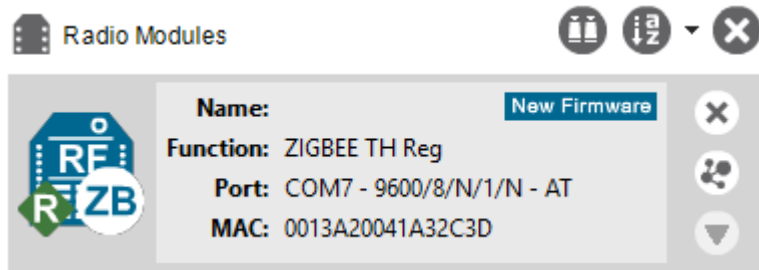 Radio Modules
Name: New Firmware
Function: ZIGBEE TH Reg
Port: COM7 - 9600/8/N/1/N - AT
MAC: 0013A20041A32C3D
RF
R ZB